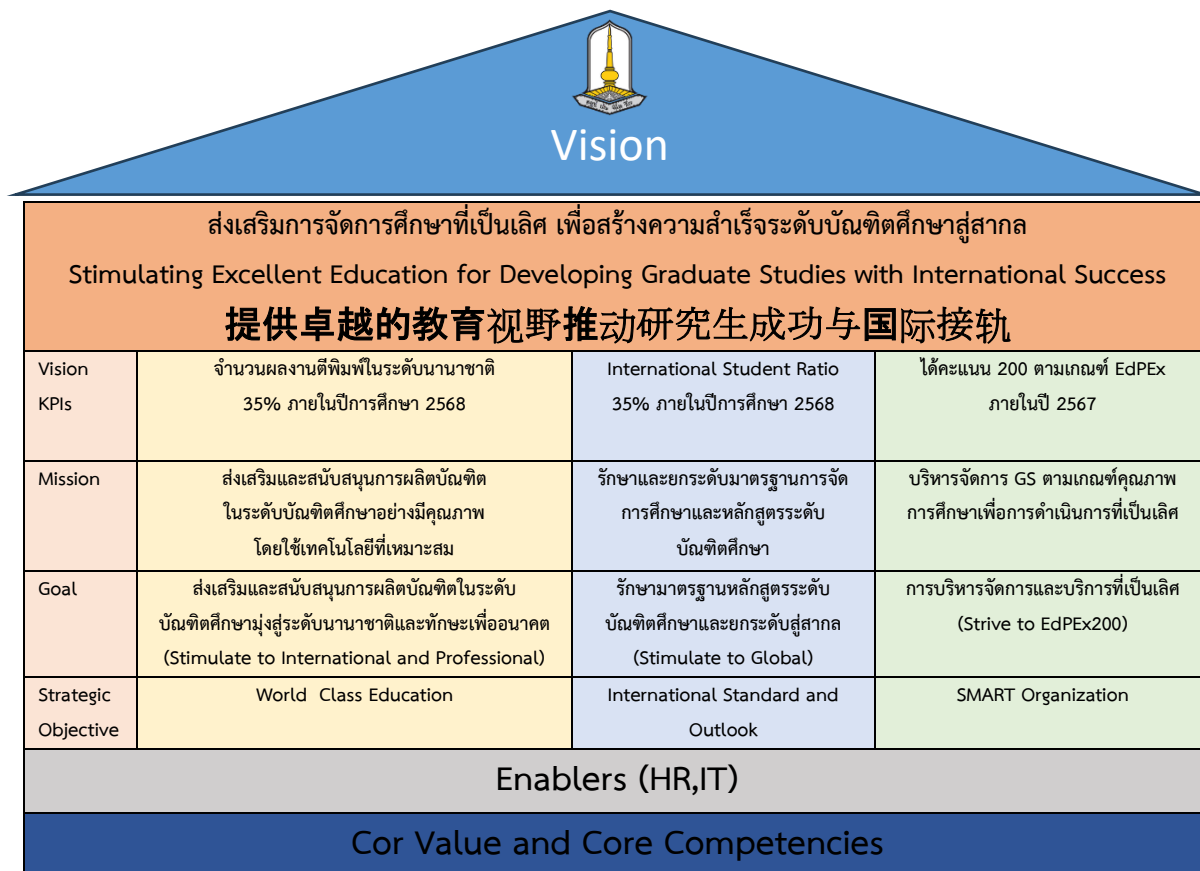 Vision
ส่งเสริมการจัดการศึกษาที่เป็นเลิศ เพื่อสร้างความสำเร็จระดับบัณฑิตศึกษาสู่สากล
Stimulating Excellent Education for Developing Graduate Studies with International Success
提供卓越的教育视野推动研究生成功与国际接轨
Vision
KPIs
จำนวนผลงานตีพิมพ์ในระดับนานาชาติ
35% ภายในปีการศึกษา 2568
International Student Ratio
35% ภายในปีการศึกษา 2568
ได้คะแนน 200 ตามเกณฑ์ EdPEx
ภายในปี 2567
Mission
ส่งเสริมและสนับสนุนการผลิตบัณฑิต
ในระดับบัณฑิตศึกษาอย่างมีคุณภาพ
โดยใช้เทคโนโลยีที่เหมาะสม
รักษาและยกระดับมาตรฐานการจัด
การศึกษาและหลักสูตรระดับ
บัณฑิตศึกษา
บริหารจัดการ GS ตามเกณฑ์คุณภาพ
การศึกษาเพื่อการดำเนินการที่เป็นเลิศ
Goal
ส่งเสริมและสนับสนุนการผลิตบัณฑิตในระดับ
บัณฑิตศึกษามุ่งสู่ระดับนานาชาติและทักษะเพื่ออนาคต
(Stimulate to International and Professional)
รักษามาตรฐานหลักสูตรระดับ
บัณฑิตศึกษาและยกระดับสู่สากล
(Stimulate to Global)
การบริหารจัดการและบริการที่เป็นเลิศ
(Strive to EdPEx200)
Strategic
Objective
World Class Education
International Standard and
Outlook
SMART Organization
Enablers (HR,IT)
Cor Value and Core Competencies